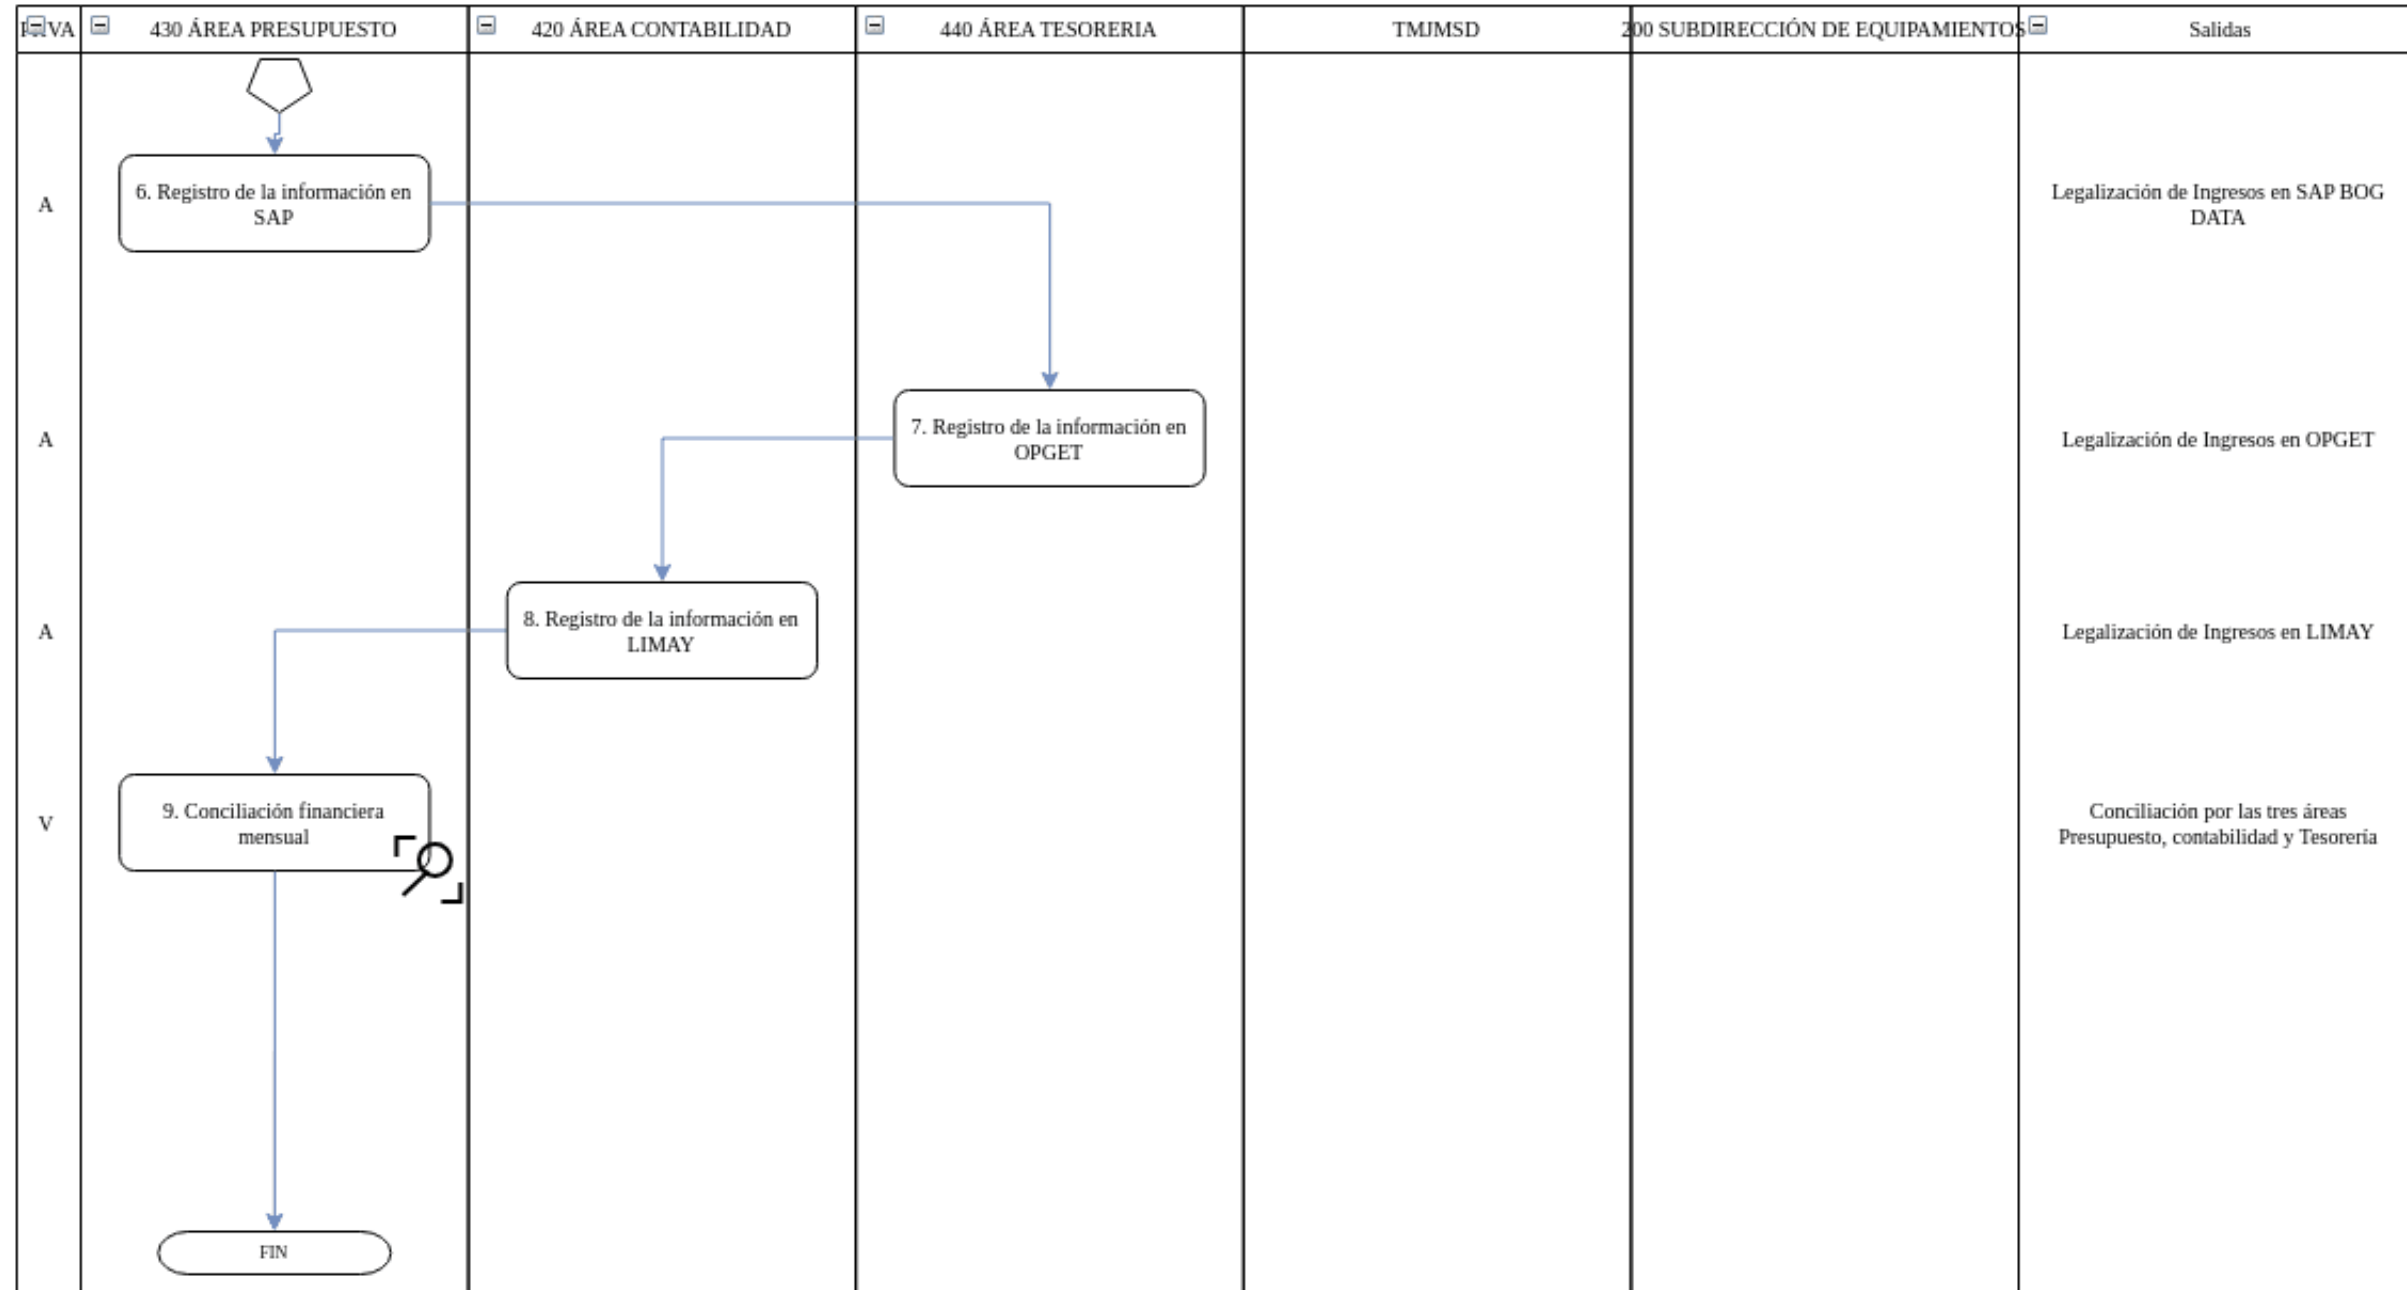 430 ÁREA PRESUPUESTO
420 ÁREA CONTABILIDAD
440 ÁREA TESORERIA
TMJMSD
200 SUBDIRECCIÓN DE EQUIPAMIENTOS
Salidas
A
6. Registro de la información en
SAP
Legalización de Ingresos en SAP BOG
DATA
A
7. Registro de la información en
OPGET
Legalización de Ingresos en OPGET
A
8. Registro de la información en
LIMAY
Legalización de Ingresos en LIMAY
V
9. Conciliación financiera
mensual
Conciliación por las tres áreas
Presupuesto, contabilidad y Tesorería
FIN